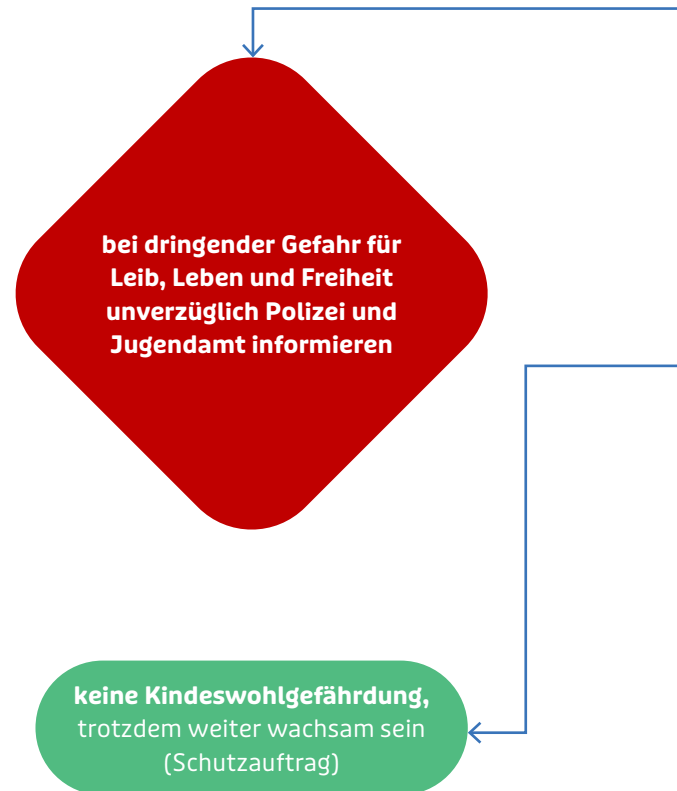 bei dringender Gefahr für
Leib, Leben und Freiheit
unverzüglich Polizei und
Jugendamt informieren
keine Kindeswohlgefährdung,
trotzdem weiter wachsam sein
(Schutzauftrag)